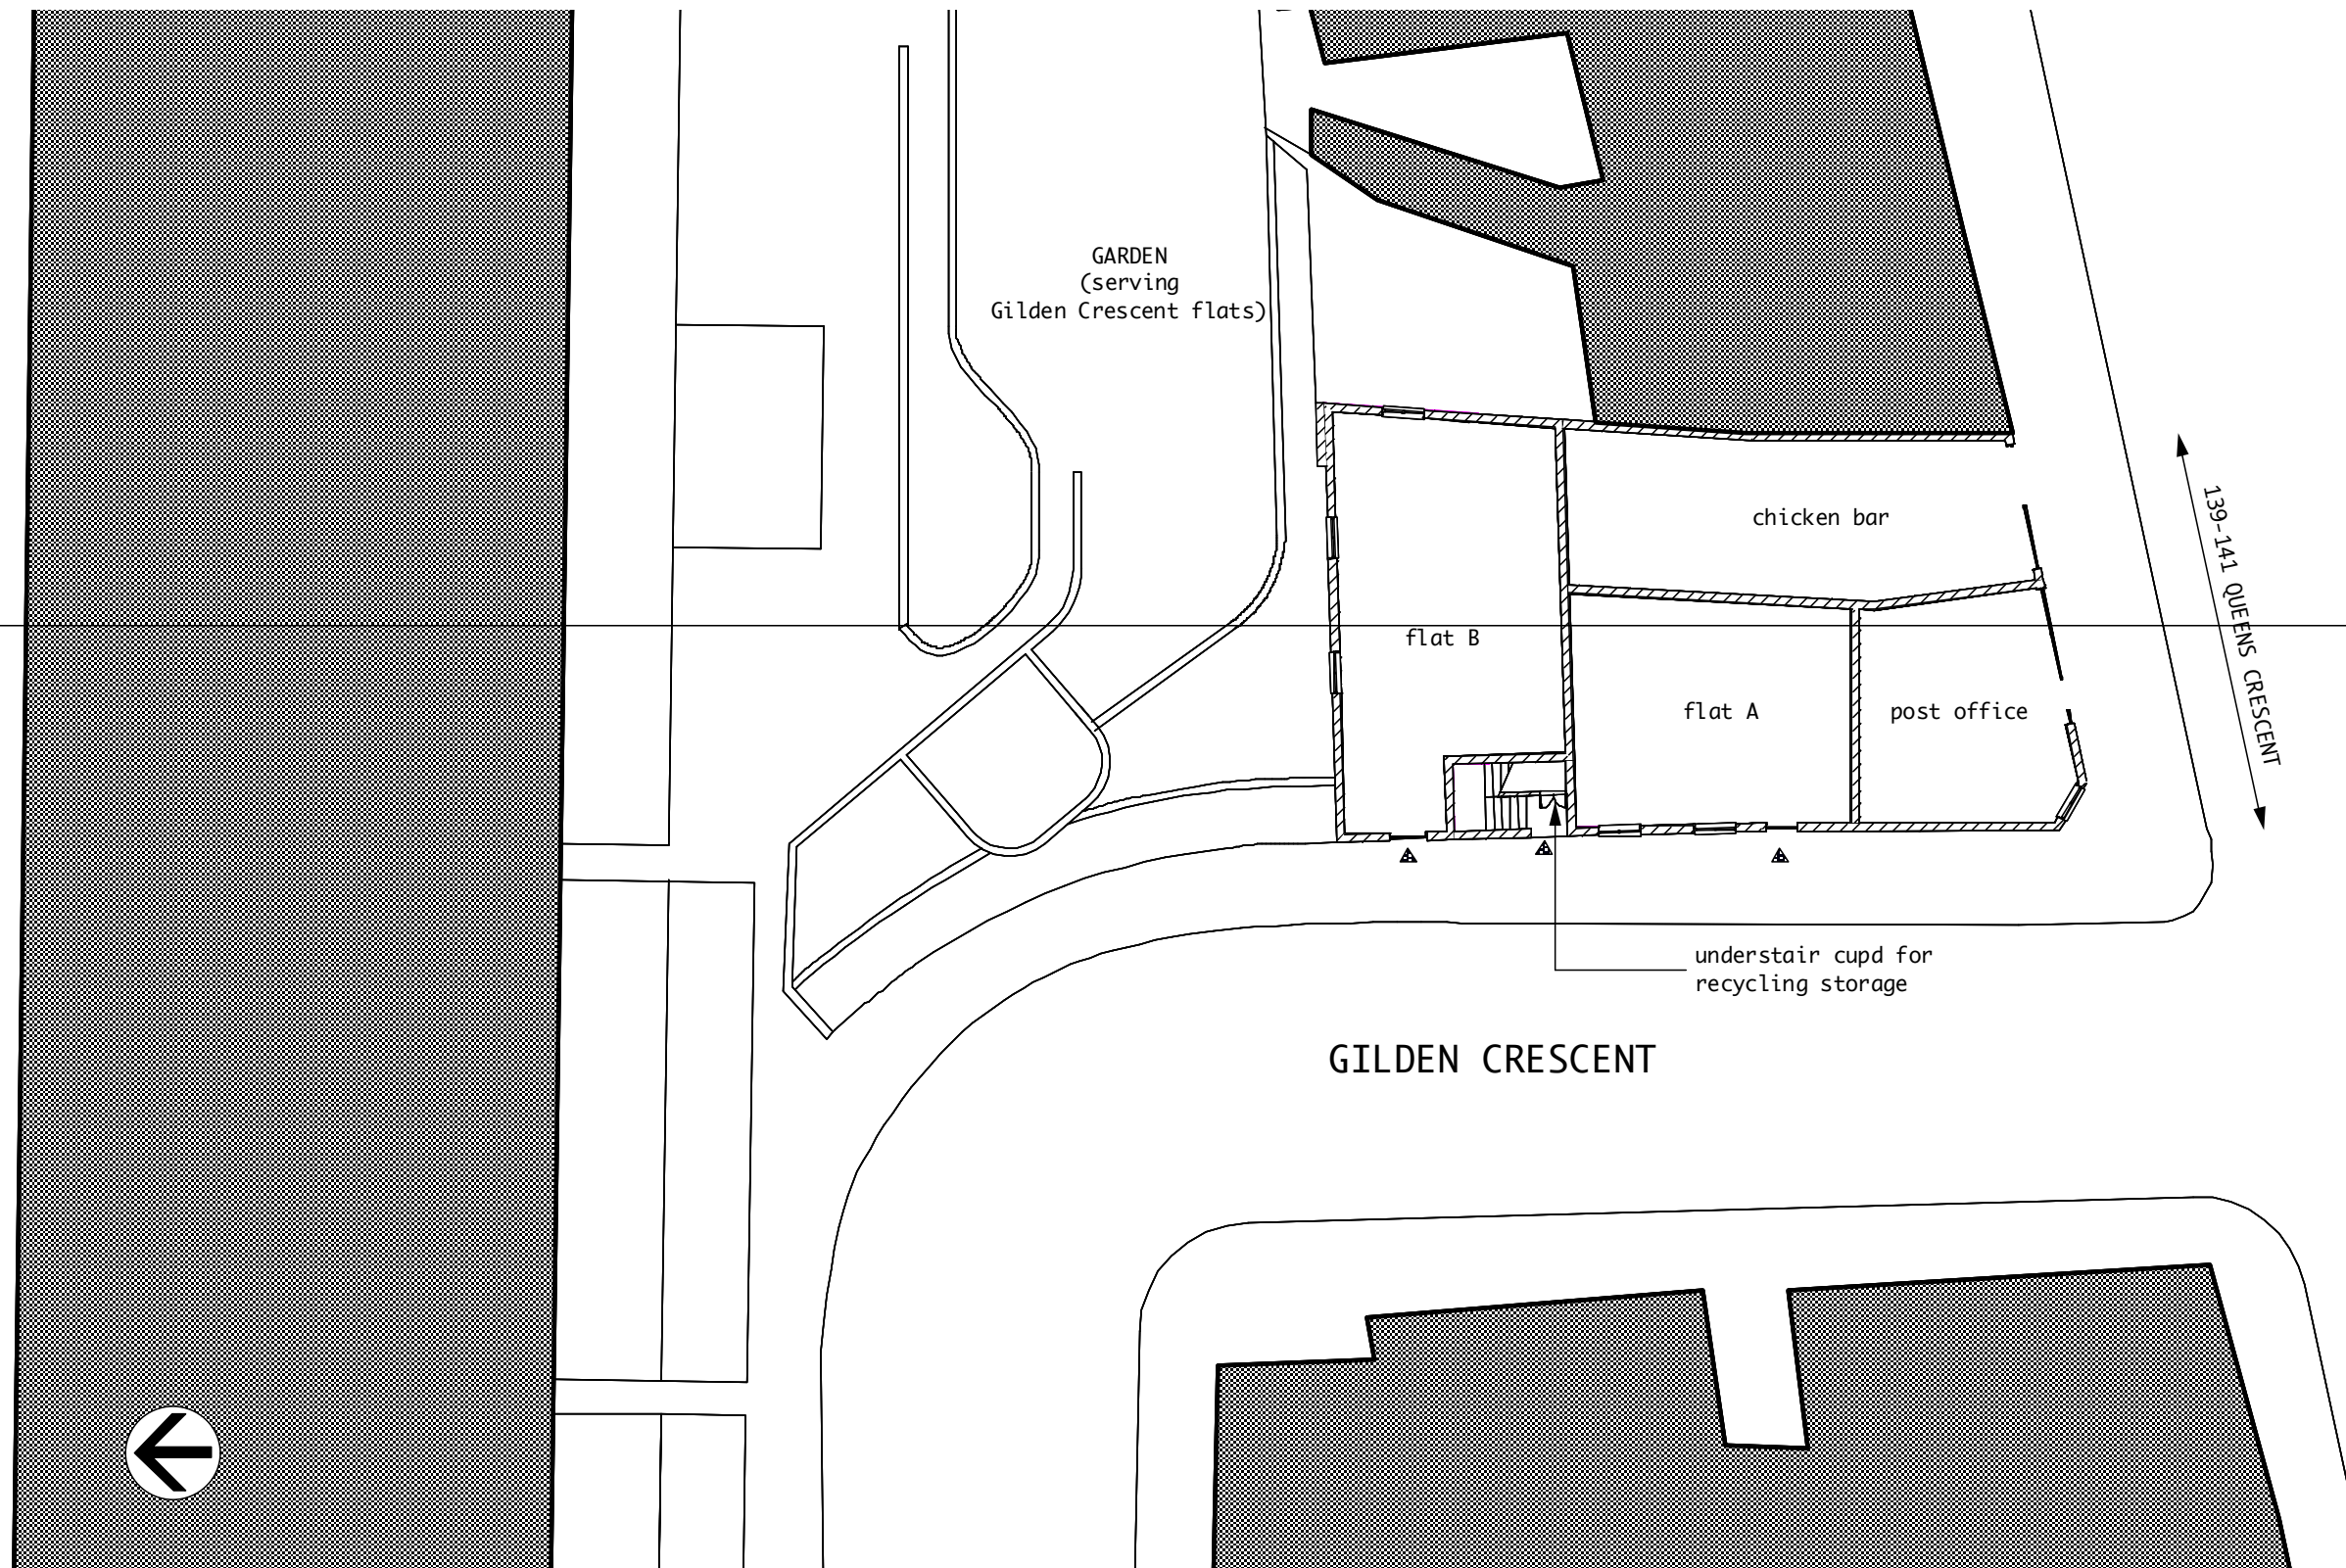 GARDEN
(serving
Gilden Crescent flats)
chicken bar
139-141 QUEENS CRESCENT
flat B
flat A
post office
understair cupd for
recycling storage
GILDEN CRESCENT